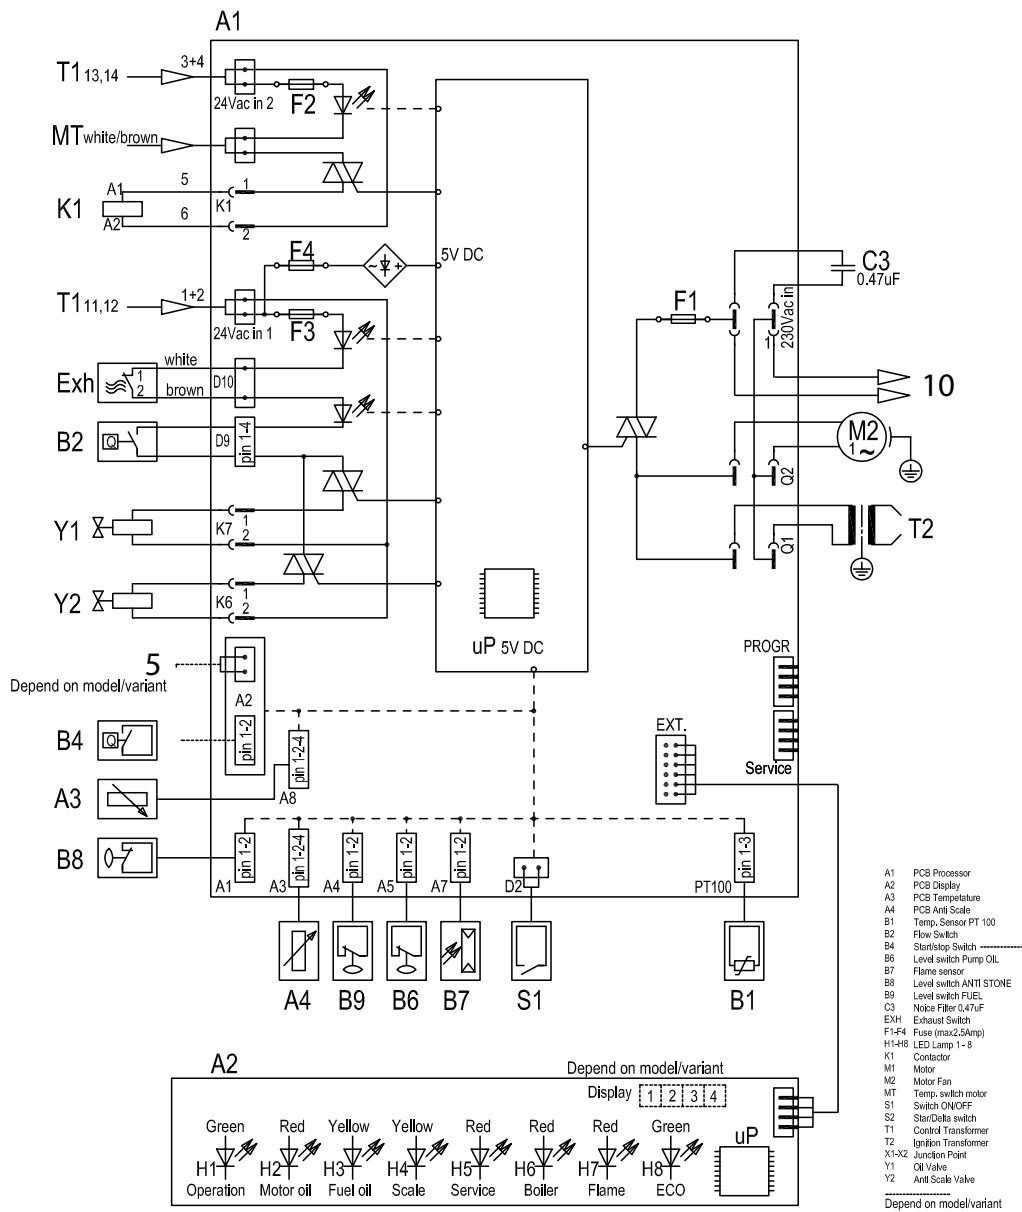 A1
T1 13,14
3+4
24Vac in 2
F2
MT white/brown
A1
K1
A2
5
6
1
K1
2
F4
5V DC
T1 11,12
1+2
24Vac in 1
F3
F1
C3
0.47uF
230Vac in
1
10
Exh
1
2
white
brown
D10
B2
Q
D9
pin 1-4
M2
1~
Q2
Y1
K7
1
2
T2
Q1
Y2
K6
1
2
uP 5V DC
5
Depend on model/variant
A2
pin 1-2
B4
Q
PROGR
Service
EXT.
A3
pin 1-2-4
A8
B8
pin 1-2
pin 1-2-4
pin 1-2
pin 1-2
pin 1-2
pin 1-3
A1
A3
A4
A5
A7
D2
PT100
A4
B9
B6
B7
S1
B1
A1 PCB Processor
A2 PCB Display
A3 PCB Tempetature
A4 PCB Anti Scale
B1 Temp. Sensor PT 100
B2 Flow Switch
B4 Start/stop Switch
B6 Level switch Pump OIL
B7 Flame sensor
B8 Level switch ANTI STONE
B9 Level switch FUEL
C3 Noice Filter 0,47uF
EXH Exhaust Switch
F1-F4 Fuse (max2.5Amp)
H1-H8 LED Lamp 1 - 8
K1 Contactor
M1 Motor
M2 Motor Fan
MT Temp. switch motor
S1 Switch ON/OFF
S2 Star/Delta switch
T1 Control Transformer
T2 Ignition Transformer
X1-X2 Junction Point
Y1 Oil Valve
Y2 Anti Scale Valve
Depend on model/variant
A2
Depend on model/variant
Display 1 2 3 4
Green
Red
Yellow
Yellow
Red
Red
Red
Green
uP
H1
H2
H3
H4
H5
H6
H7
H8
Operation
Motor oil
Fuel oil
Scale
Service
Boiler
Flame
ECO